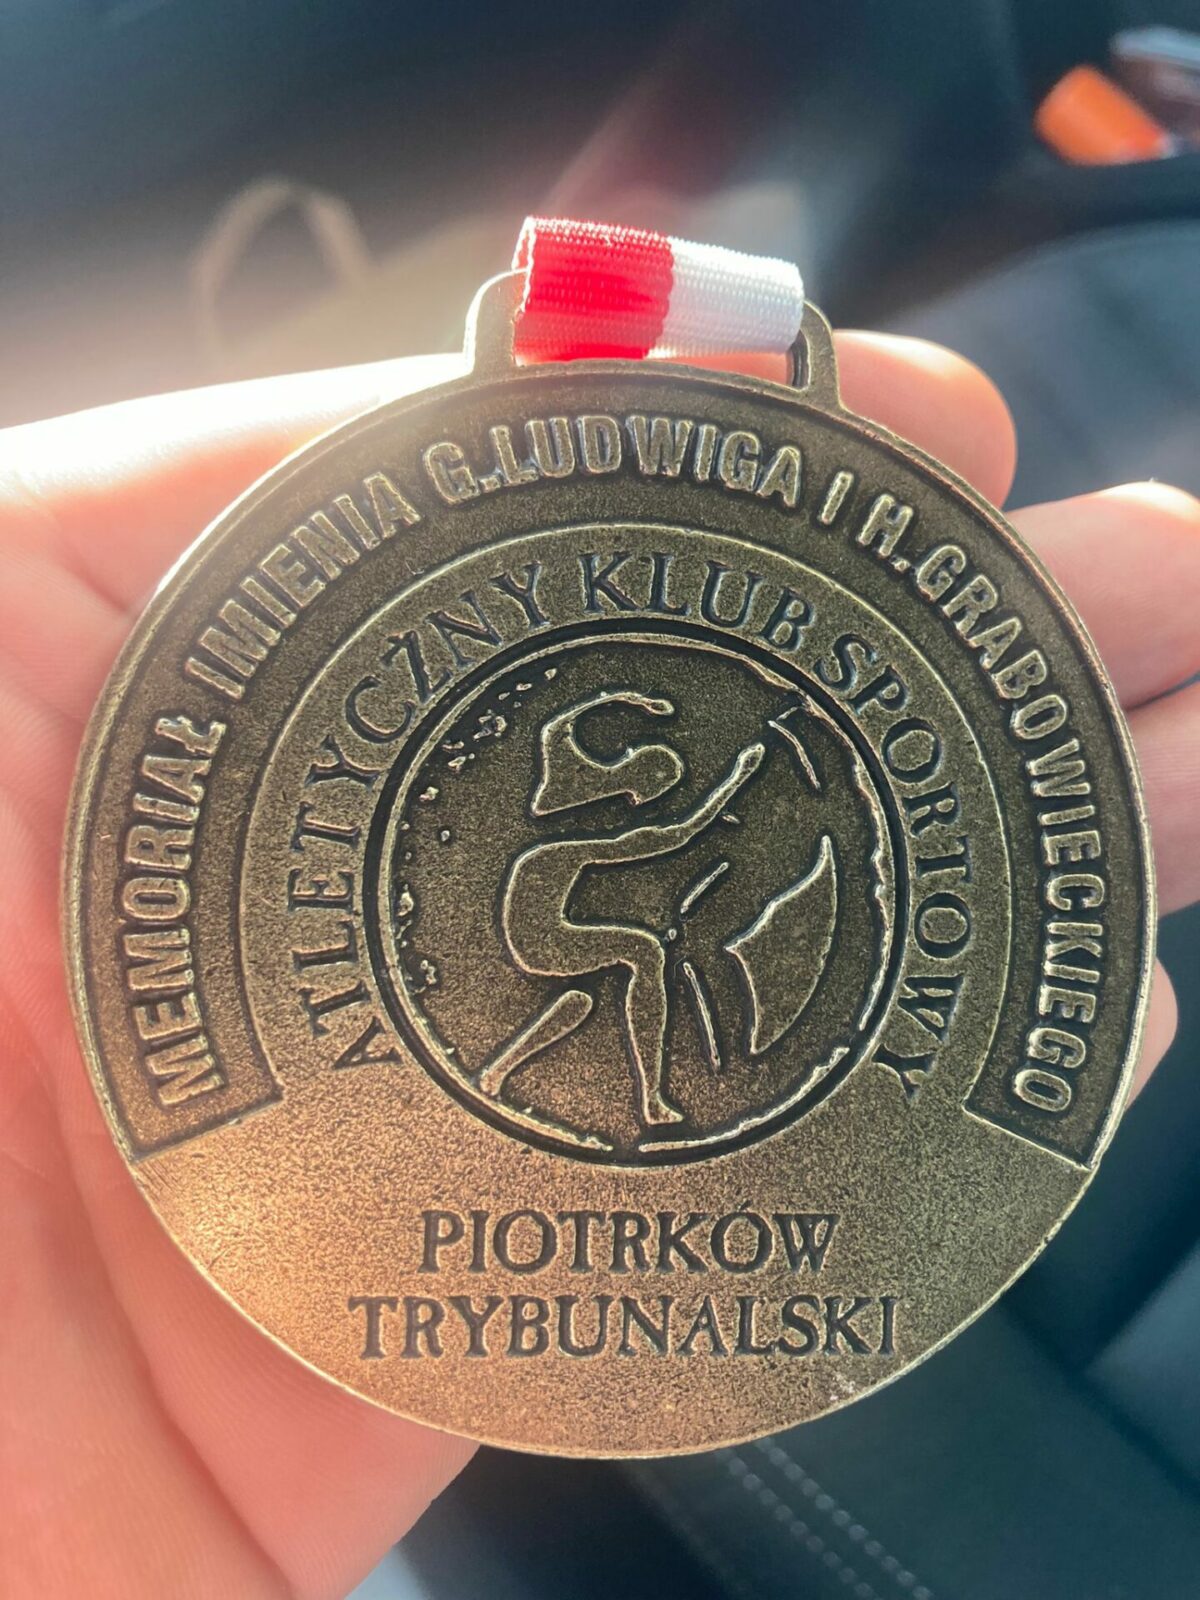 MEMORIAŁ IMIENIA G.LUDWIGA I H.GRABOWIECKIEGO
ATLETYCZNY KLUB SPORTOWY
PIOTRKÓW
TRYBUNALSKI